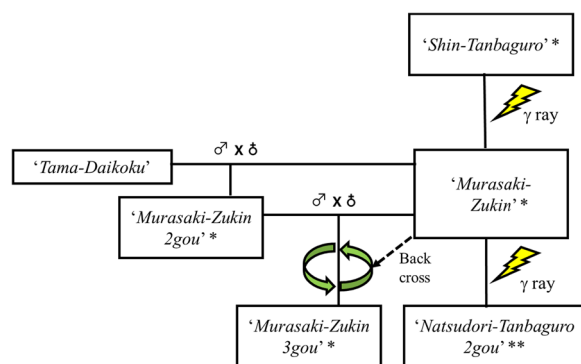 ‘Shin-Tanbaguro’ *
γ ray
♂ x ♁
‘Tama-Daikoku’
‘Murasaki-
Zukin’ *
‘Murasaki-Zukin
2gou’ *
♂ x ♁
Back
cross
γ ray
‘Murasaki-Zukin
3gou’ *
‘Natsudori-Tanbaguro
2gou’ **